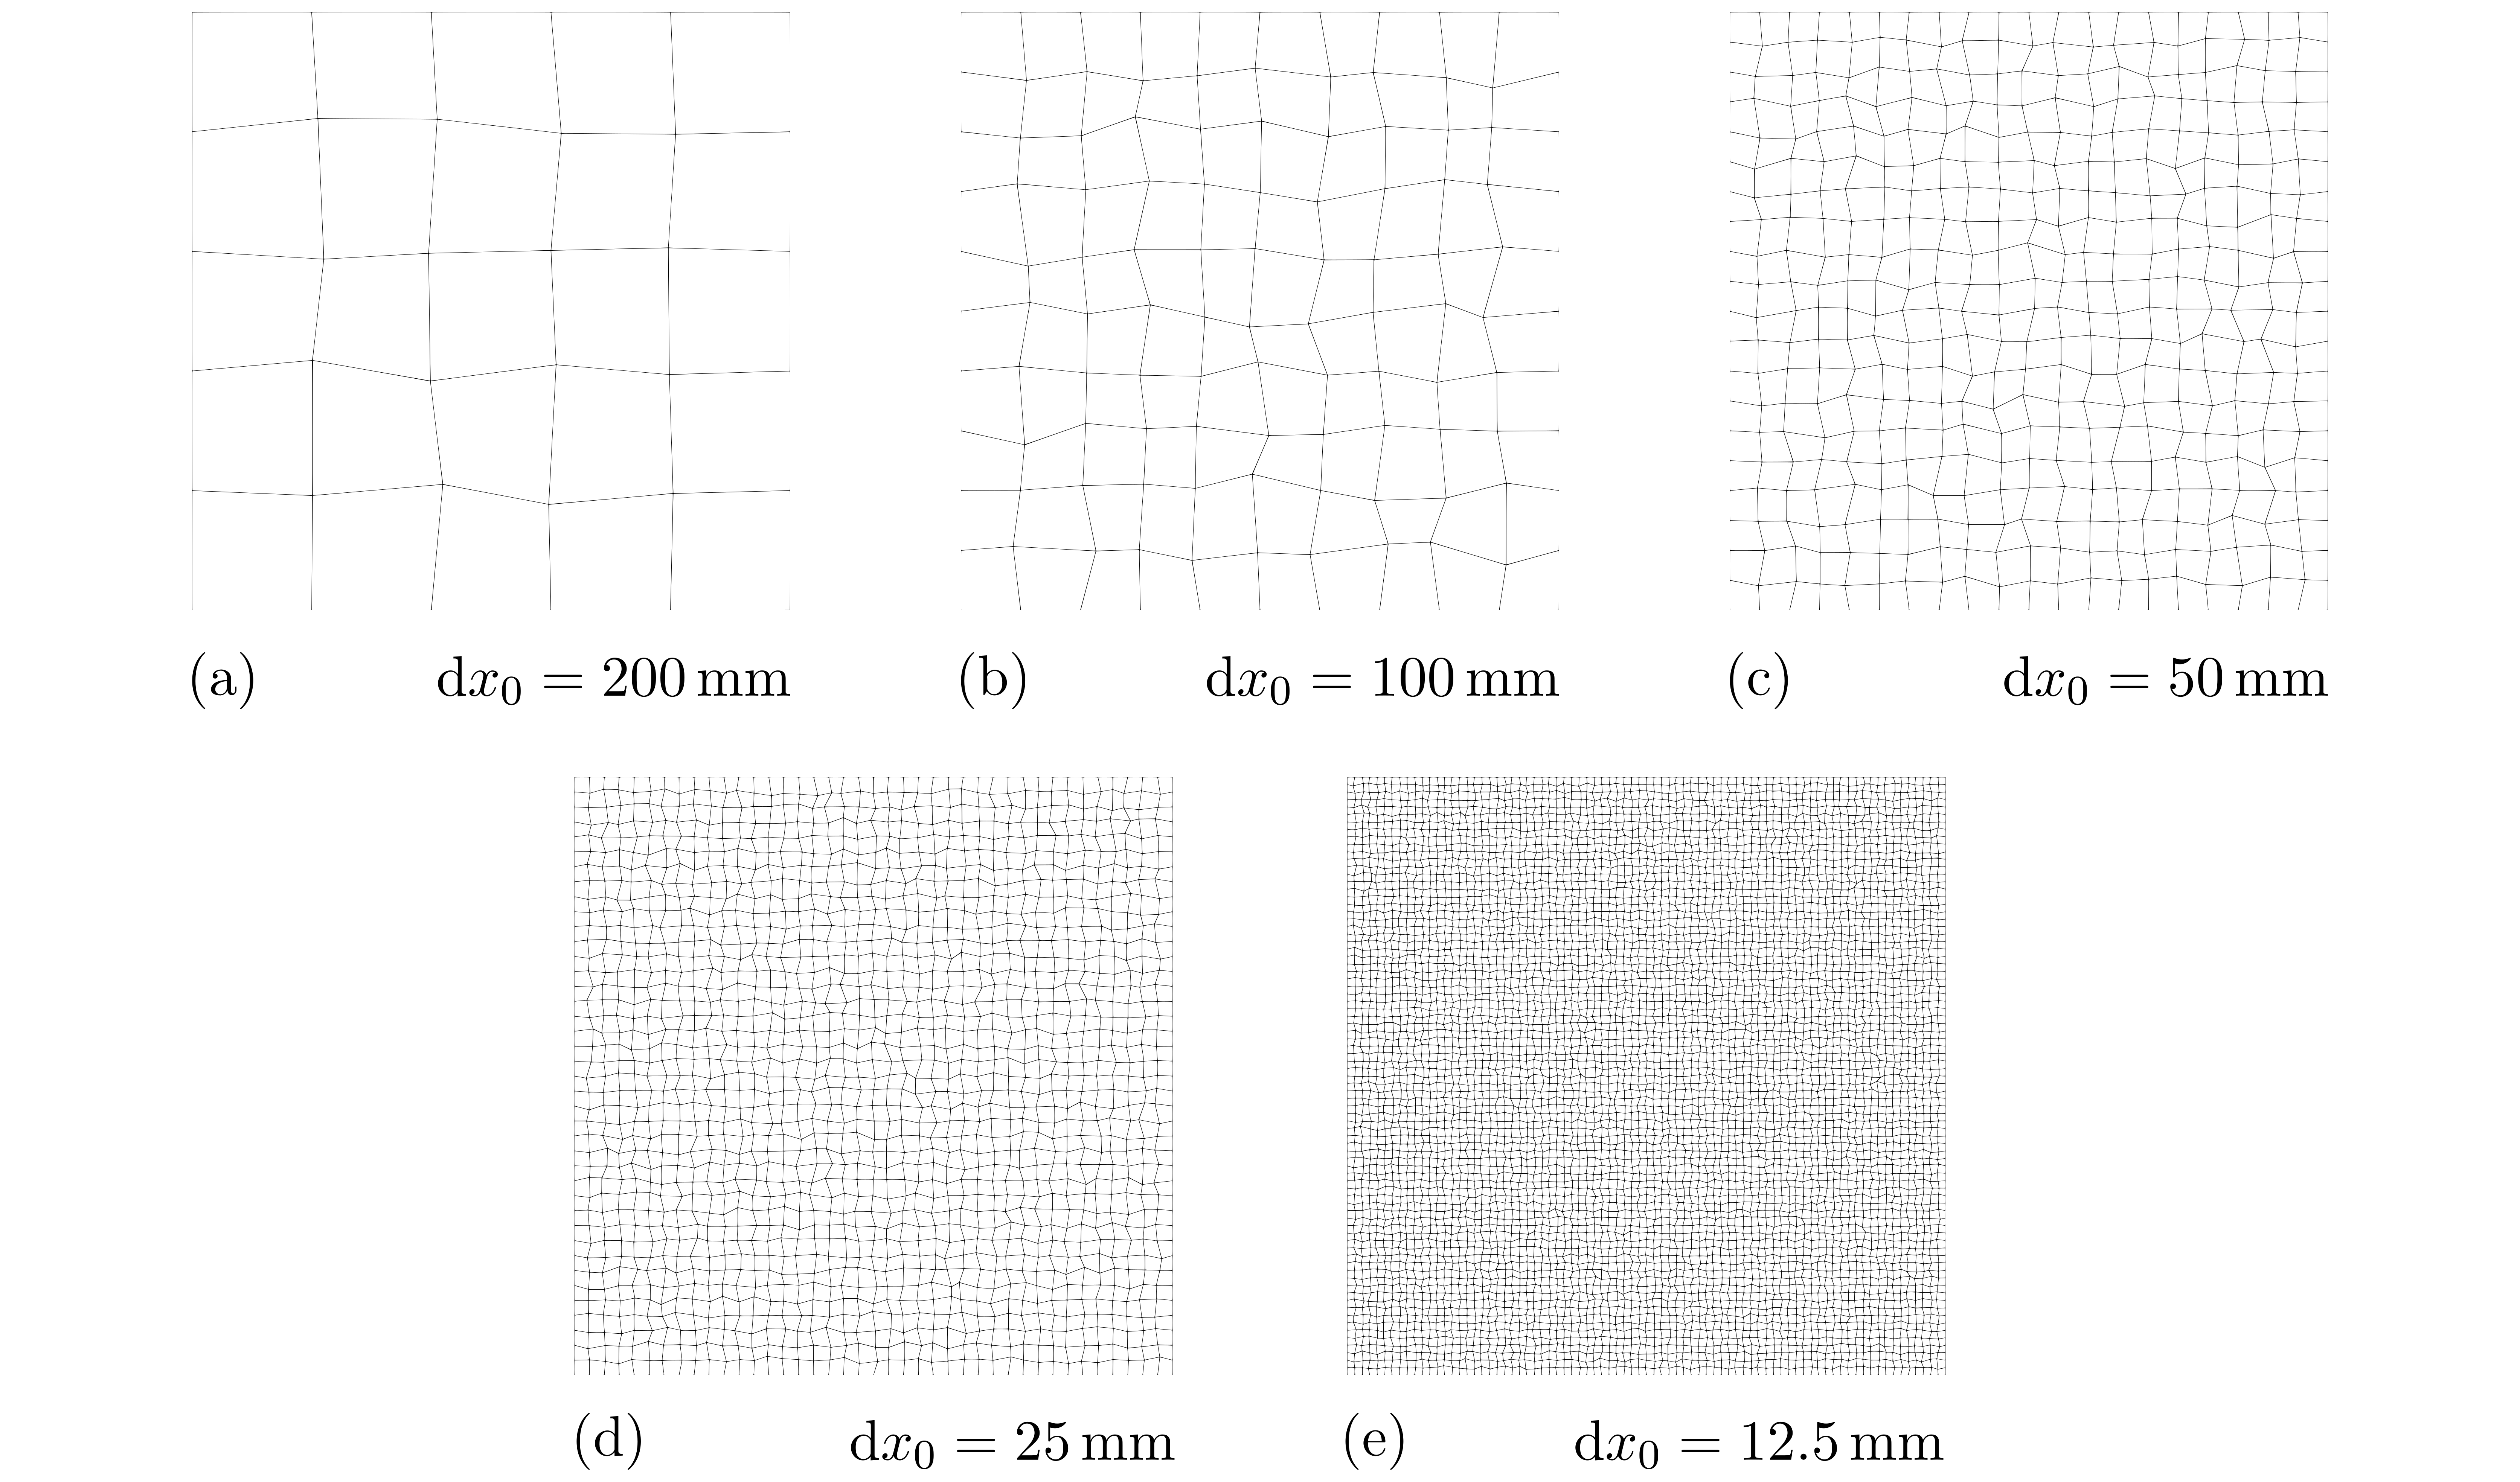 (a) dx₀ = 200 mm (b) dx₀ = 100 mm (c) dx₀ = 50 mm
(d) dx₀ = 25 mm (e) dx₀ = 12.5 mm